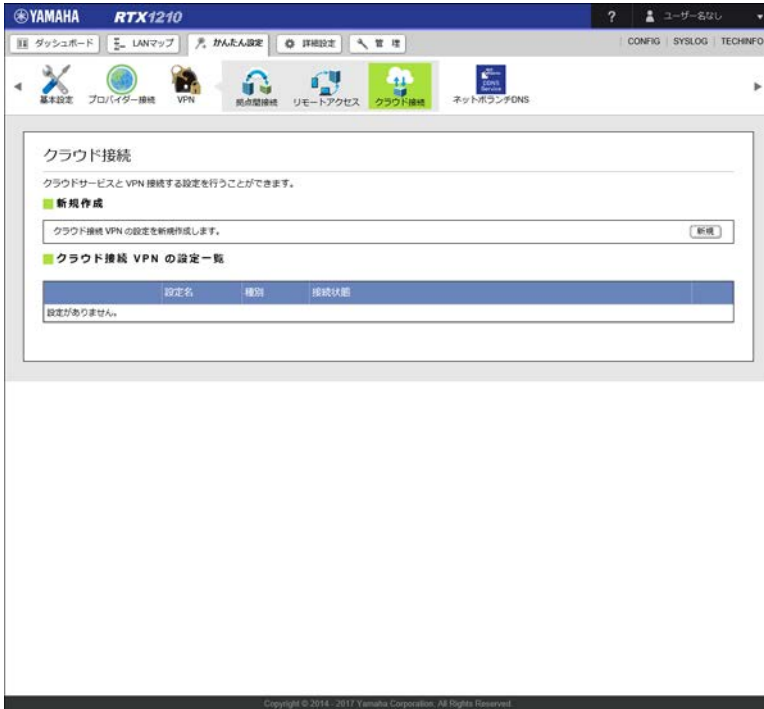 YAMAHA RTX1210 ? ユーザー名なし
ダッシュボード LANマップ かんたん設定 詳細設定 管理 CONFIG SYSLOG TECHINFO
基本設定 プロバイダー接続 VPN 拠点間接続 リモートアクセス クラウド接続 ネットボランチDNS
クラウド接続
クラウドサービスと VPN 接続する設定を行うことができます。
新規作成
クラウド接続 VPN の設定を新規作成します。 新規
クラウド接続 VPN の設定一覧
設定名 種別 接続状態
設定がありません。
Copyright © 2014 - 2017 Yamaha Corporation. All Rights Reserved.